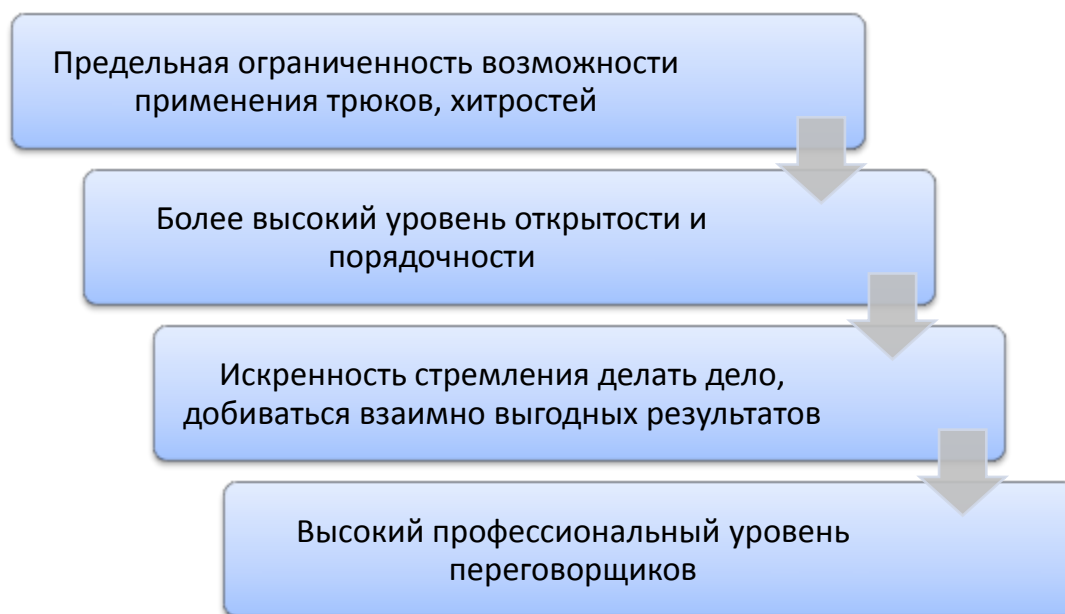 Предельная ограниченность возможности
применения трюков, хитростей
Более высокий уровень открытости и
порядочности
Искренность стремления делать дело,
добиваться взаимно выгодных результатов
Высокий профессиональный уровень
переговорщиков